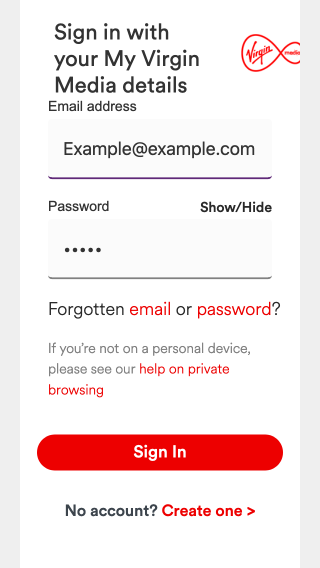 Sign in with
your My Virgin
Media details
Virgin media
Email address
Example@example.com
Password Show/Hide
•••••
Forgotten email or password?
If you're not on a personal device,
please see our help on private
browsing
Sign In
No account? Create one >